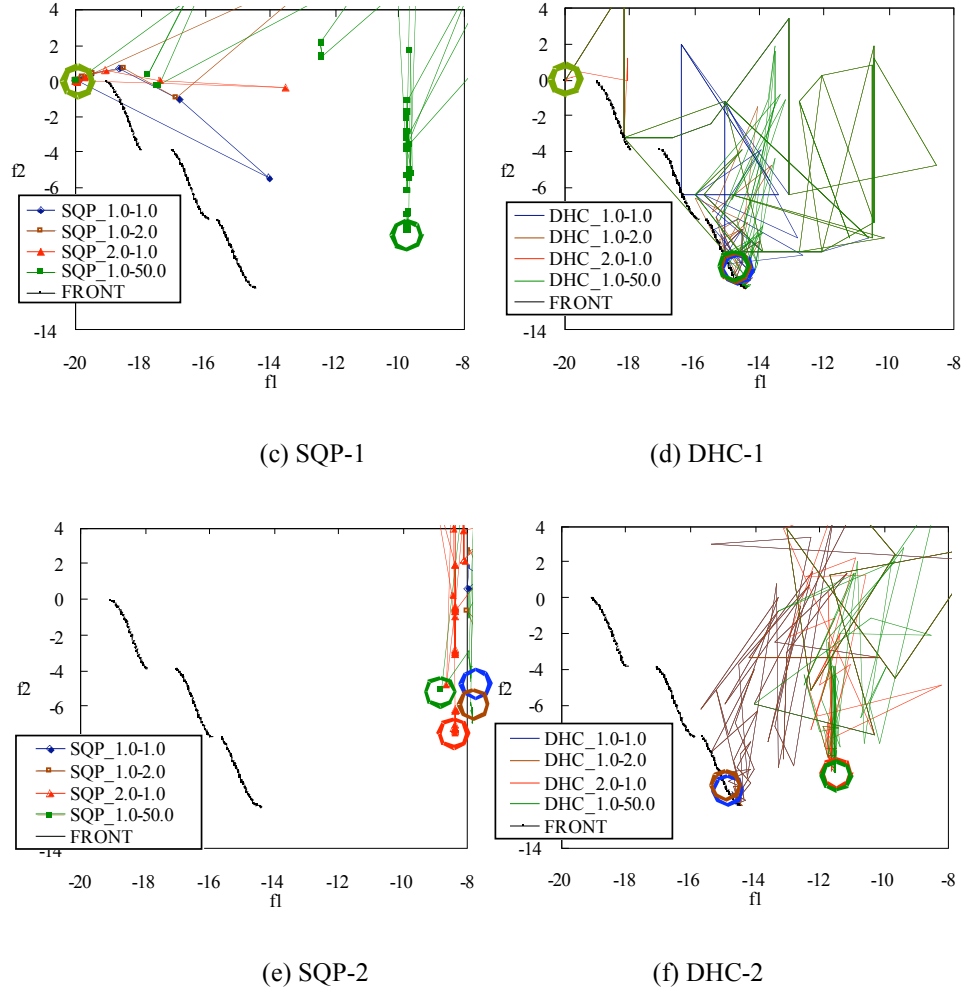 4
2
0
-2
-4
f2
-6
SQP_1.0-1.0
SQP_1.0-2.0
SQP_2.0-1.0
SQP_1.0-50.0
FRONT
-14
-20 -18 -16 -14 -12 -10 -8
f1
(c) SQP-1
4
2
0
-2
-4
f2
-6
DHC_1.0-1.0
DHC_1.0-2.0
DHC_2.0-1.0
DHC_1.0-50.0
FRONT
-14
-20 -18 -16 -14 -12 -10 -8
f1
(d) DHC-1
4
2
0
-2
-4
f2
-6
SQP_1.0-1.0
SQP_1.0-2.0
SQP_2.0-1.0
SQP_1.0-50.0
FRONT
-14
-20 -18 -16 -14 -12 -10 -8
f1
(e) SQP-2
4
2
0
-2
-4
f2
-6
DHC_1.0-1.0
DHC_1.0-2.0
DHC_2.0-1.0
DHC_1.0-50.0
FRONT
-14
-20 -18 -16 -14 -12 -10 -8
f1
(f) DHC-2